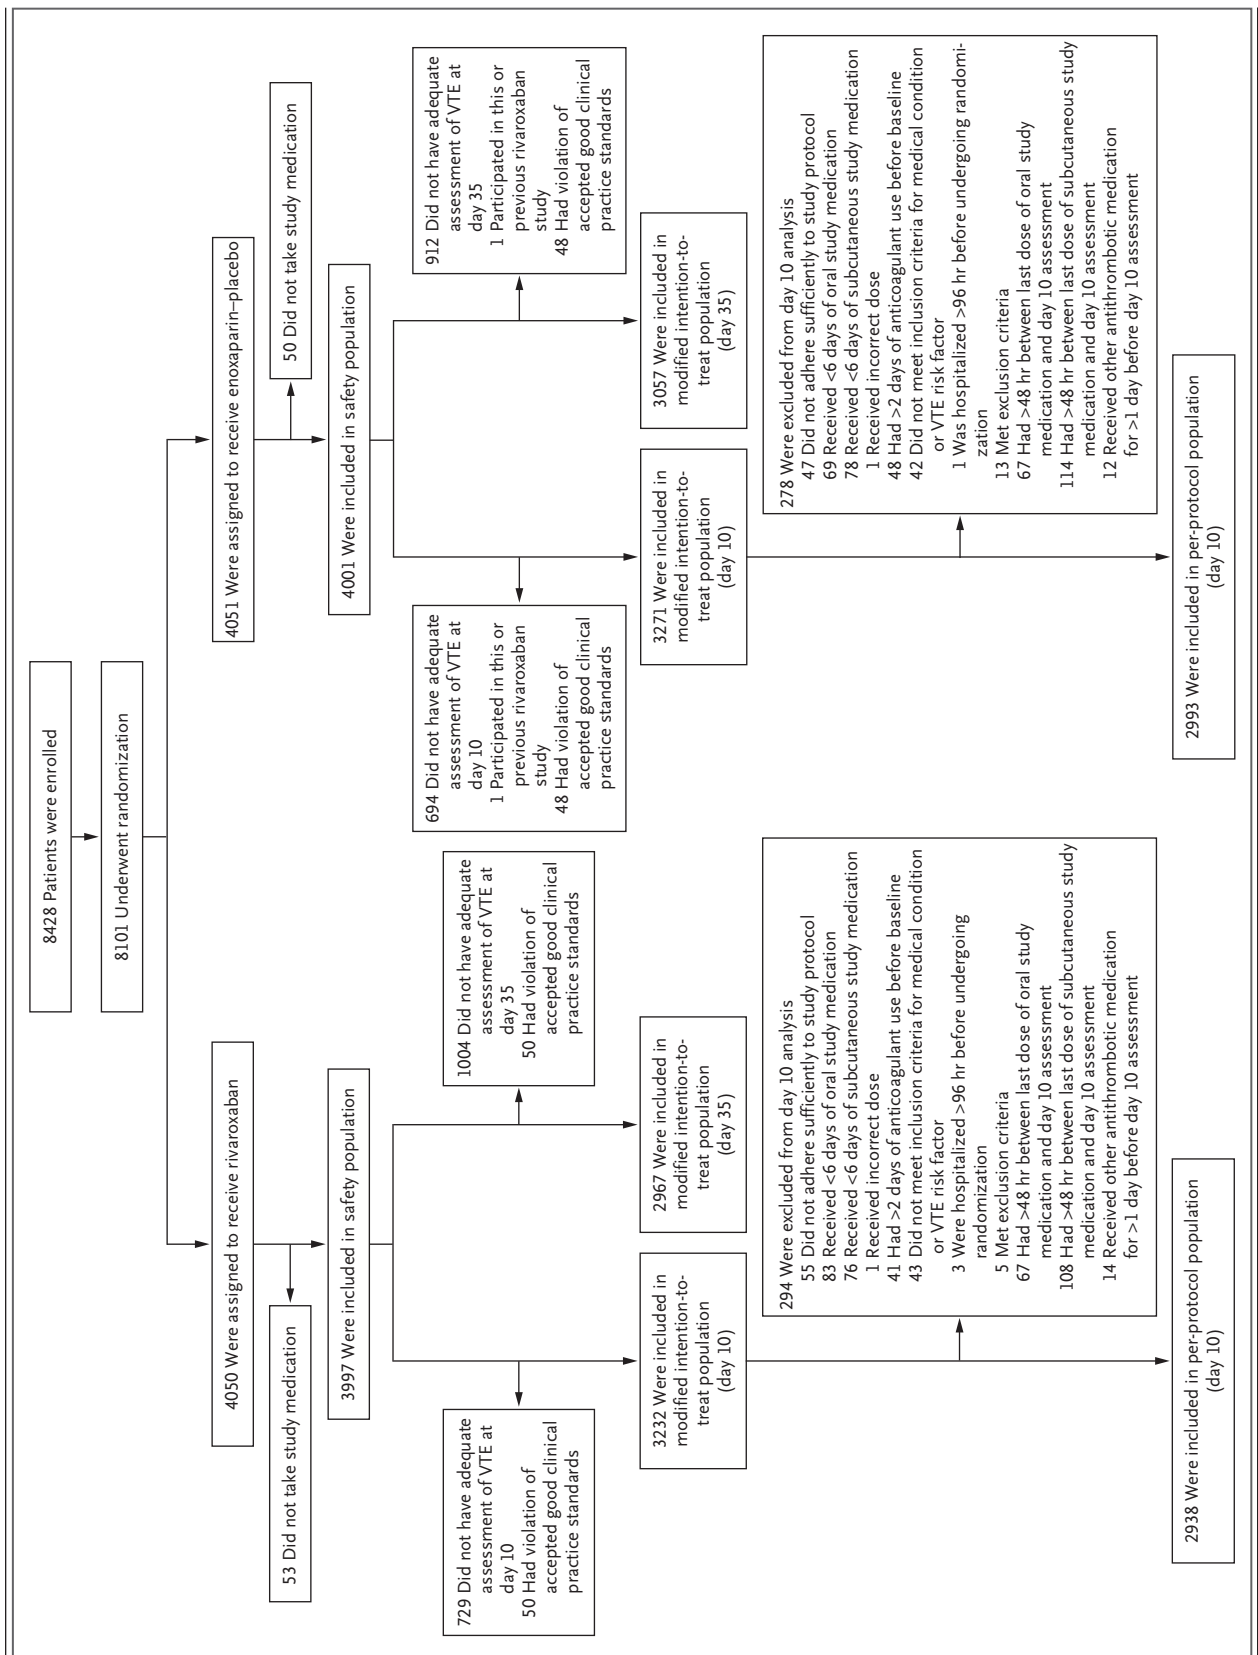 8428 Patients were enrolled
8101 Underwent randomization
4050 Were assigned to receive rivaroxaban
53 Did not take study medication
3997 Were included in safety population
729 Did not have adequate
assessment of VTE at
day 10
50 Had violation of
accepted good clinical
practice standards
1004 Did not have adequate
assessment of VTE at
day 35
50 Had violation of
accepted good clinical
practice standards
3232 Were included in
modified intention-to-
treat population
(day 10)
2967 Were included in
modified intention-to-
treat population
(day 35)
294 Were excluded from day 10 analysis
55 Did not adhere sufficiently to study protocol
83 Received <6 days of oral study medication
76 Received <6 days of subcutaneous study medication
1 Received incorrect dose
41 Had >2 days of anticoagulant use before baseline
43 Did not meet inclusion criteria for medical condition
or VTE risk factor
3 Were hospitalized >96 hr before undergoing
randomization
5 Met exclusion criteria
67 Had >48 hr between last dose of oral study
medication and day 10 assessment
108 Had >48 hr between last dose of subcutaneous study
medication and day 10 assessment
14 Received other antithrombotic medication
for >1 day before day 10 assessment
2938 Were included in per-protocol population
(day 10)
4051 Were assigned to receive enoxaparin–placebo
50 Did not take study medication
4001 Were included in safety population
694 Did not have adequate
assessment of VTE at
day 10
1 Participated in this or
previous rivaroxaban
study
48 Had violation of
accepted good clinical
practice standards
912 Did not have adequate
assessment of VTE at
day 35
1 Participated in this or
previous rivaroxaban
study
48 Had violation of
accepted good clinical
practice standards
3271 Were included in
modified intention-to-
treat population
(day 10)
3057 Were included in
modified intention-to-
treat population
(day 35)
278 Were excluded from day 10 analysis
47 Did not adhere sufficiently to study protocol
69 Received <6 days of oral study medication
78 Received <6 days of subcutaneous study medication
1 Received incorrect dose
48 Had >2 days of anticoagulant use before baseline
42 Did not meet inclusion criteria for medical condition
or VTE risk factor
1 Was hospitalized >96 hr before undergoing randomi-
zation
13 Met exclusion criteria
67 Had >48 hr between last dose of oral study
medication and day 10 assessment
114 Had >48 hr between last dose of subcutaneous study
medication and day 10 assessment
12 Received other antithrombotic medication
for >1 day before day 10 assessment
2993 Were included in per-protocol population
(day 10)